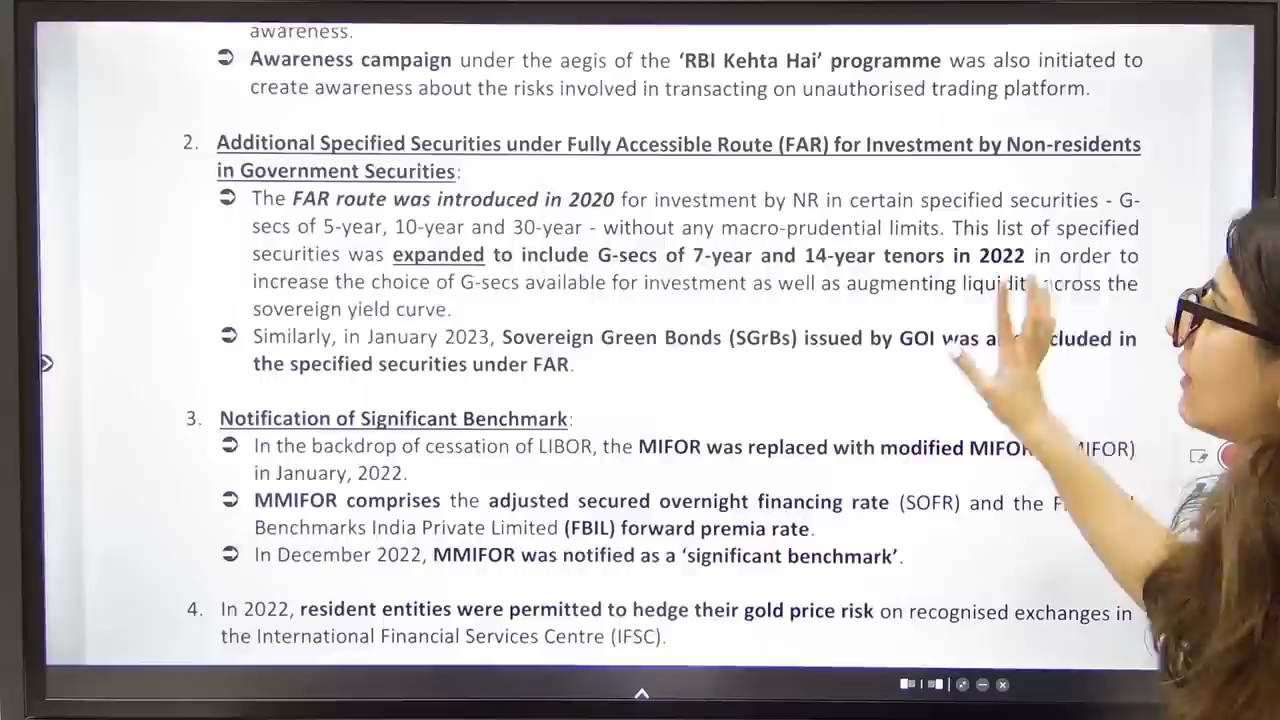 awareness.
➲ Awareness campaign under the aegis of the ‘RBI Kehta Hai’ programme was also initiated to
create awareness about the risks involved in transacting on unauthorised trading platform.
2. Additional Specified Securities under Fully Accessible Route (FAR) for Investment by Non-residents
in Government Securities:
➲ The FAR route was introduced in 2020 for investment by NR in certain specified securities - G-
secs of 5-year, 10-year and 30-year - without any macro-prudential limits. This list of specified
securities was expanded to include G-secs of 7-year and 14-year tenors in 2022 in order to
increase the choice of G-secs available for investment as well as augmenting the
sovereign yield curve.
➲ Similarly, in January 2023, Sovereign Green Bonds (SGrBs) issued by GOI was in
the specified securities under FAR.
3. Notification of Significant Benchmark:
➲ In the backdrop of cessation of LIBOR, the MIFOR was replaced with modified
in January, 2022.
➲ MMIFOR comprises the adjusted secured overnight financing rate (SOFR) and the
Benchmarks India Private Limited (FBIL) forward premia rate.
➲ In December 2022, MMIFOR was notified as a ‘significant benchmark’.
4. In 2022, resident entities were permitted to hedge their gold price risk on recognised exchanges in
the International Financial Services Centre (IFSC).